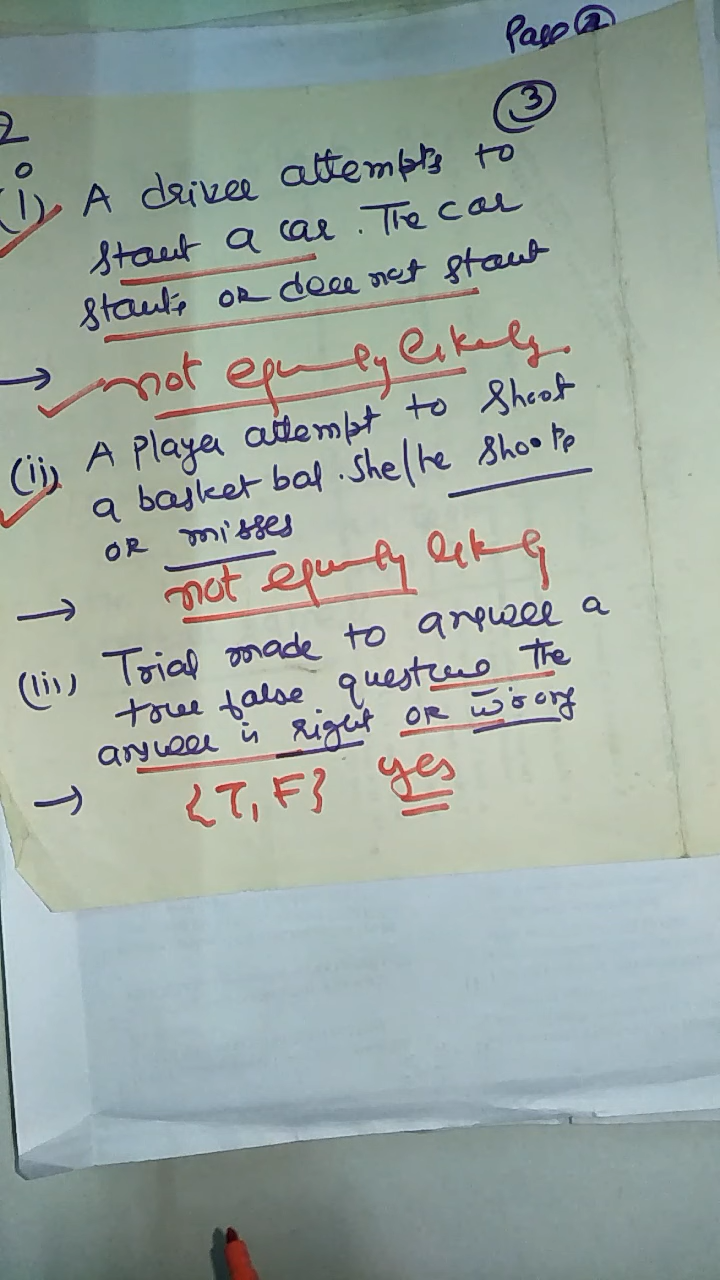 Page 2
3
2
(i) A driver attempts to
start a car. The car
starts or does not start
→ not equally likely.
(ii) A player attempt to shoot
a basket bal. She/he shoots
or misses
→ not equally likely
(iii) Trial made to answer a
true false question The
answer is right or wrong
→ {T, F} yes